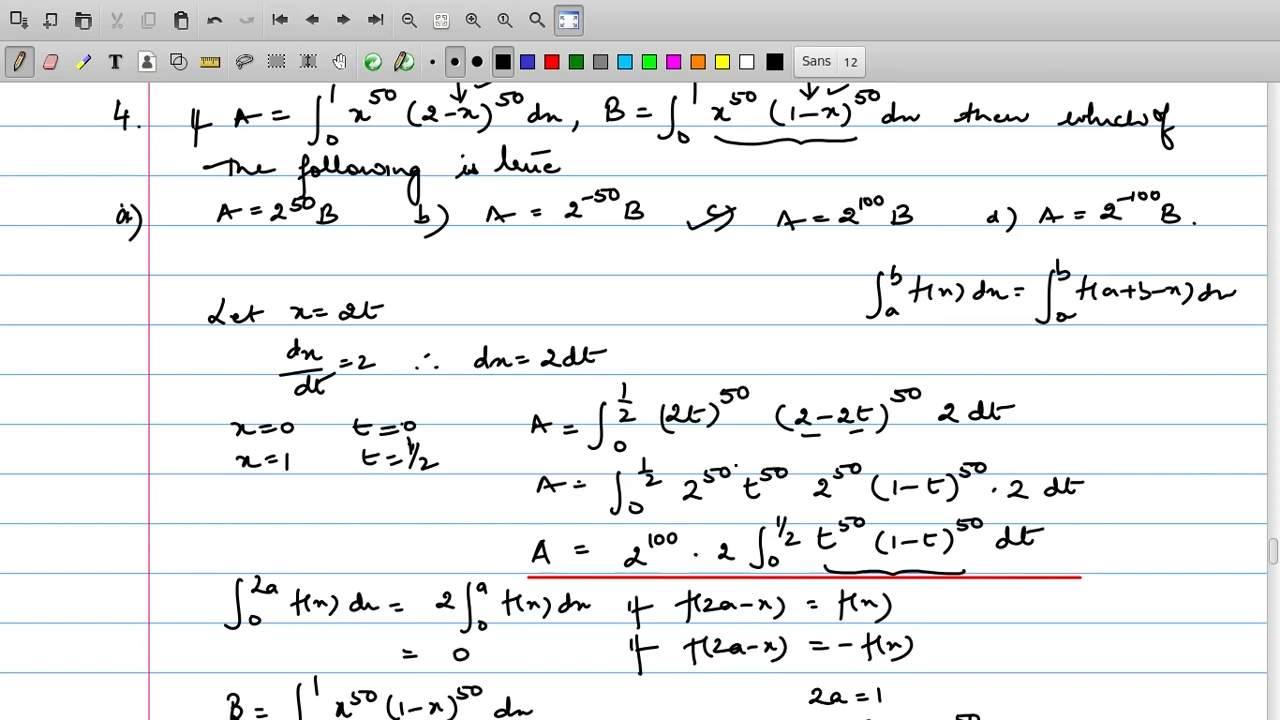 Sans 12
4. If A = ∫₀¹ x⁵⁰ (2-x)⁵⁰ dx, B = ∫₀¹ x⁵⁰ (1-x)⁵⁰ dx then which of
The following is true
a) A = 2⁵⁰ B b) A = 2⁻⁵⁰ B c) A = 2¹⁰⁰ B d) A = 2⁻¹⁰⁰ B.
∫ₐᵇ f(x) dx = ∫ₐᵇ f(a+b-x) dx
Let x = 2t
dx/dt = 2 ∴ dx = 2dt
x=0 t=0
x=1 t=1/2
A = ∫₀^(1/2) (2t)⁵⁰ (2-2t)⁵⁰ 2 dt
A = ∫₀^(1/2) 2⁵⁰ t⁵⁰ 2⁵⁰ (1-t)⁵⁰ · 2 dt
A = 2¹⁰⁰ · 2 ∫₀^(1/2) t⁵⁰ (1-t)⁵⁰ dt
∫₀^(2a) f(x) dx = 2 ∫₀^a f(x) dx if f(2a-x) = f(x)
= 0 if f(2a-x) = -f(x)
2a = 1
B = ∫ ¹ x⁵⁰ (1-x)⁵⁰ dx